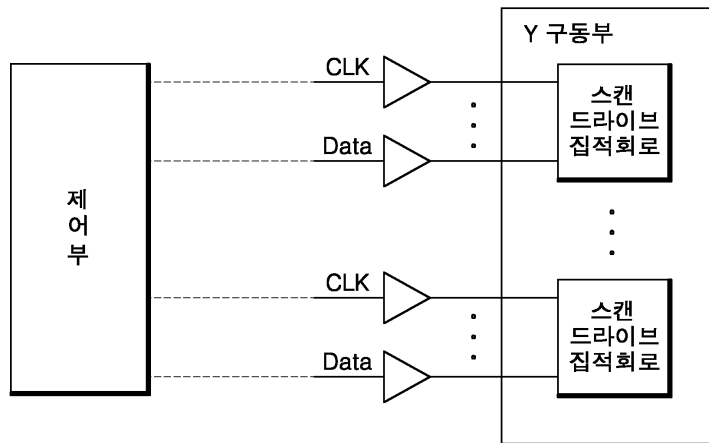 Y 구동부
제
어
부
CLK
Data
스캔
드라이브
집적회로
CLK
Data
스캔
드라이브
집적회로